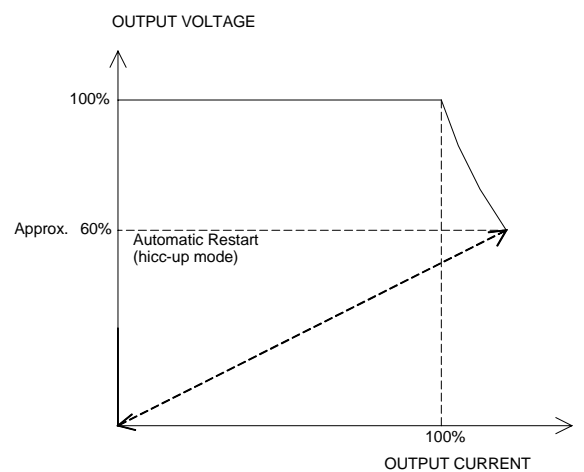 OUTPUT VOLTAGE
100%
Approx. 60%
Automatic Restart
(hicc-up mode)
100%
OUTPUT CURRENT